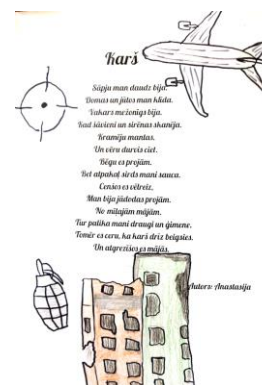 Karš
Sāpju man daudz bija.
Domas un jūtas man klīda.
Vakars mežonīgs bija.
Kad šāvieni un sirēnas skanēja.
Kramēju mantas.
Un vēru durvis ciet.
Bēgu es projām.
Bet atpakaļ sirds mani sauca.
Centos es vēlreiz.
Man bija jādodas projām.
No mīļajām mājām.
Tur palika mani draugi un ģimene.
Tomēr es ceru, ka karš drīz beigsies.
Un atgriezīšos es mājās.
Autors: Anastasija